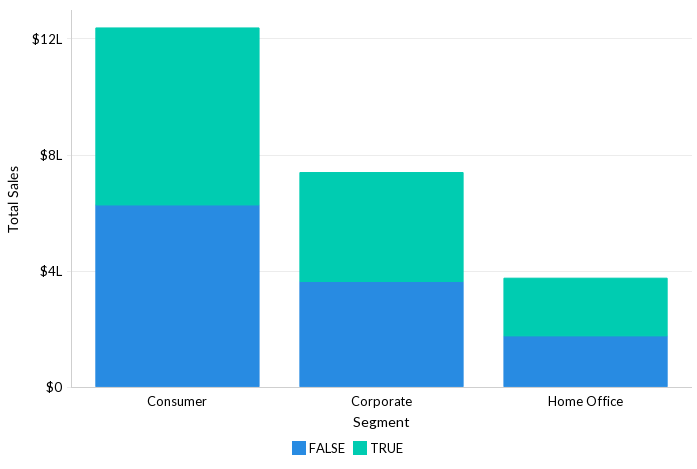 $12L
$8L
$4L
$0
Total Sales
Consumer
Corporate
Home Office
Segment
FALSE
TRUE